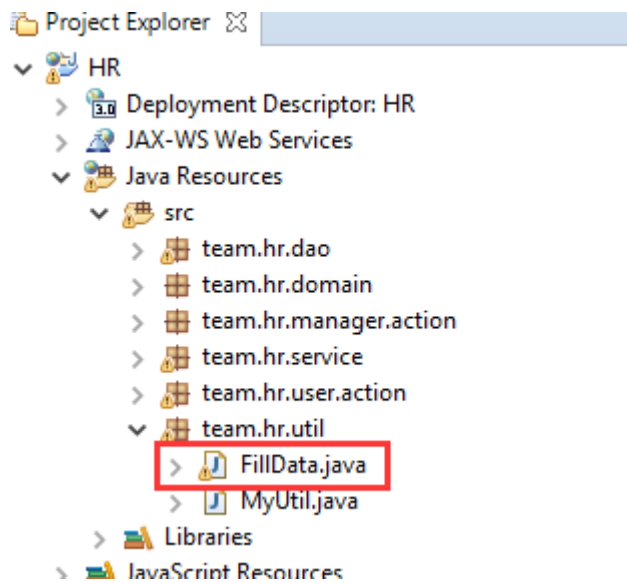 Project Explorer
HR
3.0 Deployment Descriptor: HR
JAX-WS Web Services
Java Resources
src
team.hr.dao
team.hr.domain
team.hr.manager.action
team.hr.service
team.hr.user.action
team.hr.util
J FillData.java
J MyUtil.java
Libraries
JavaScript Resources